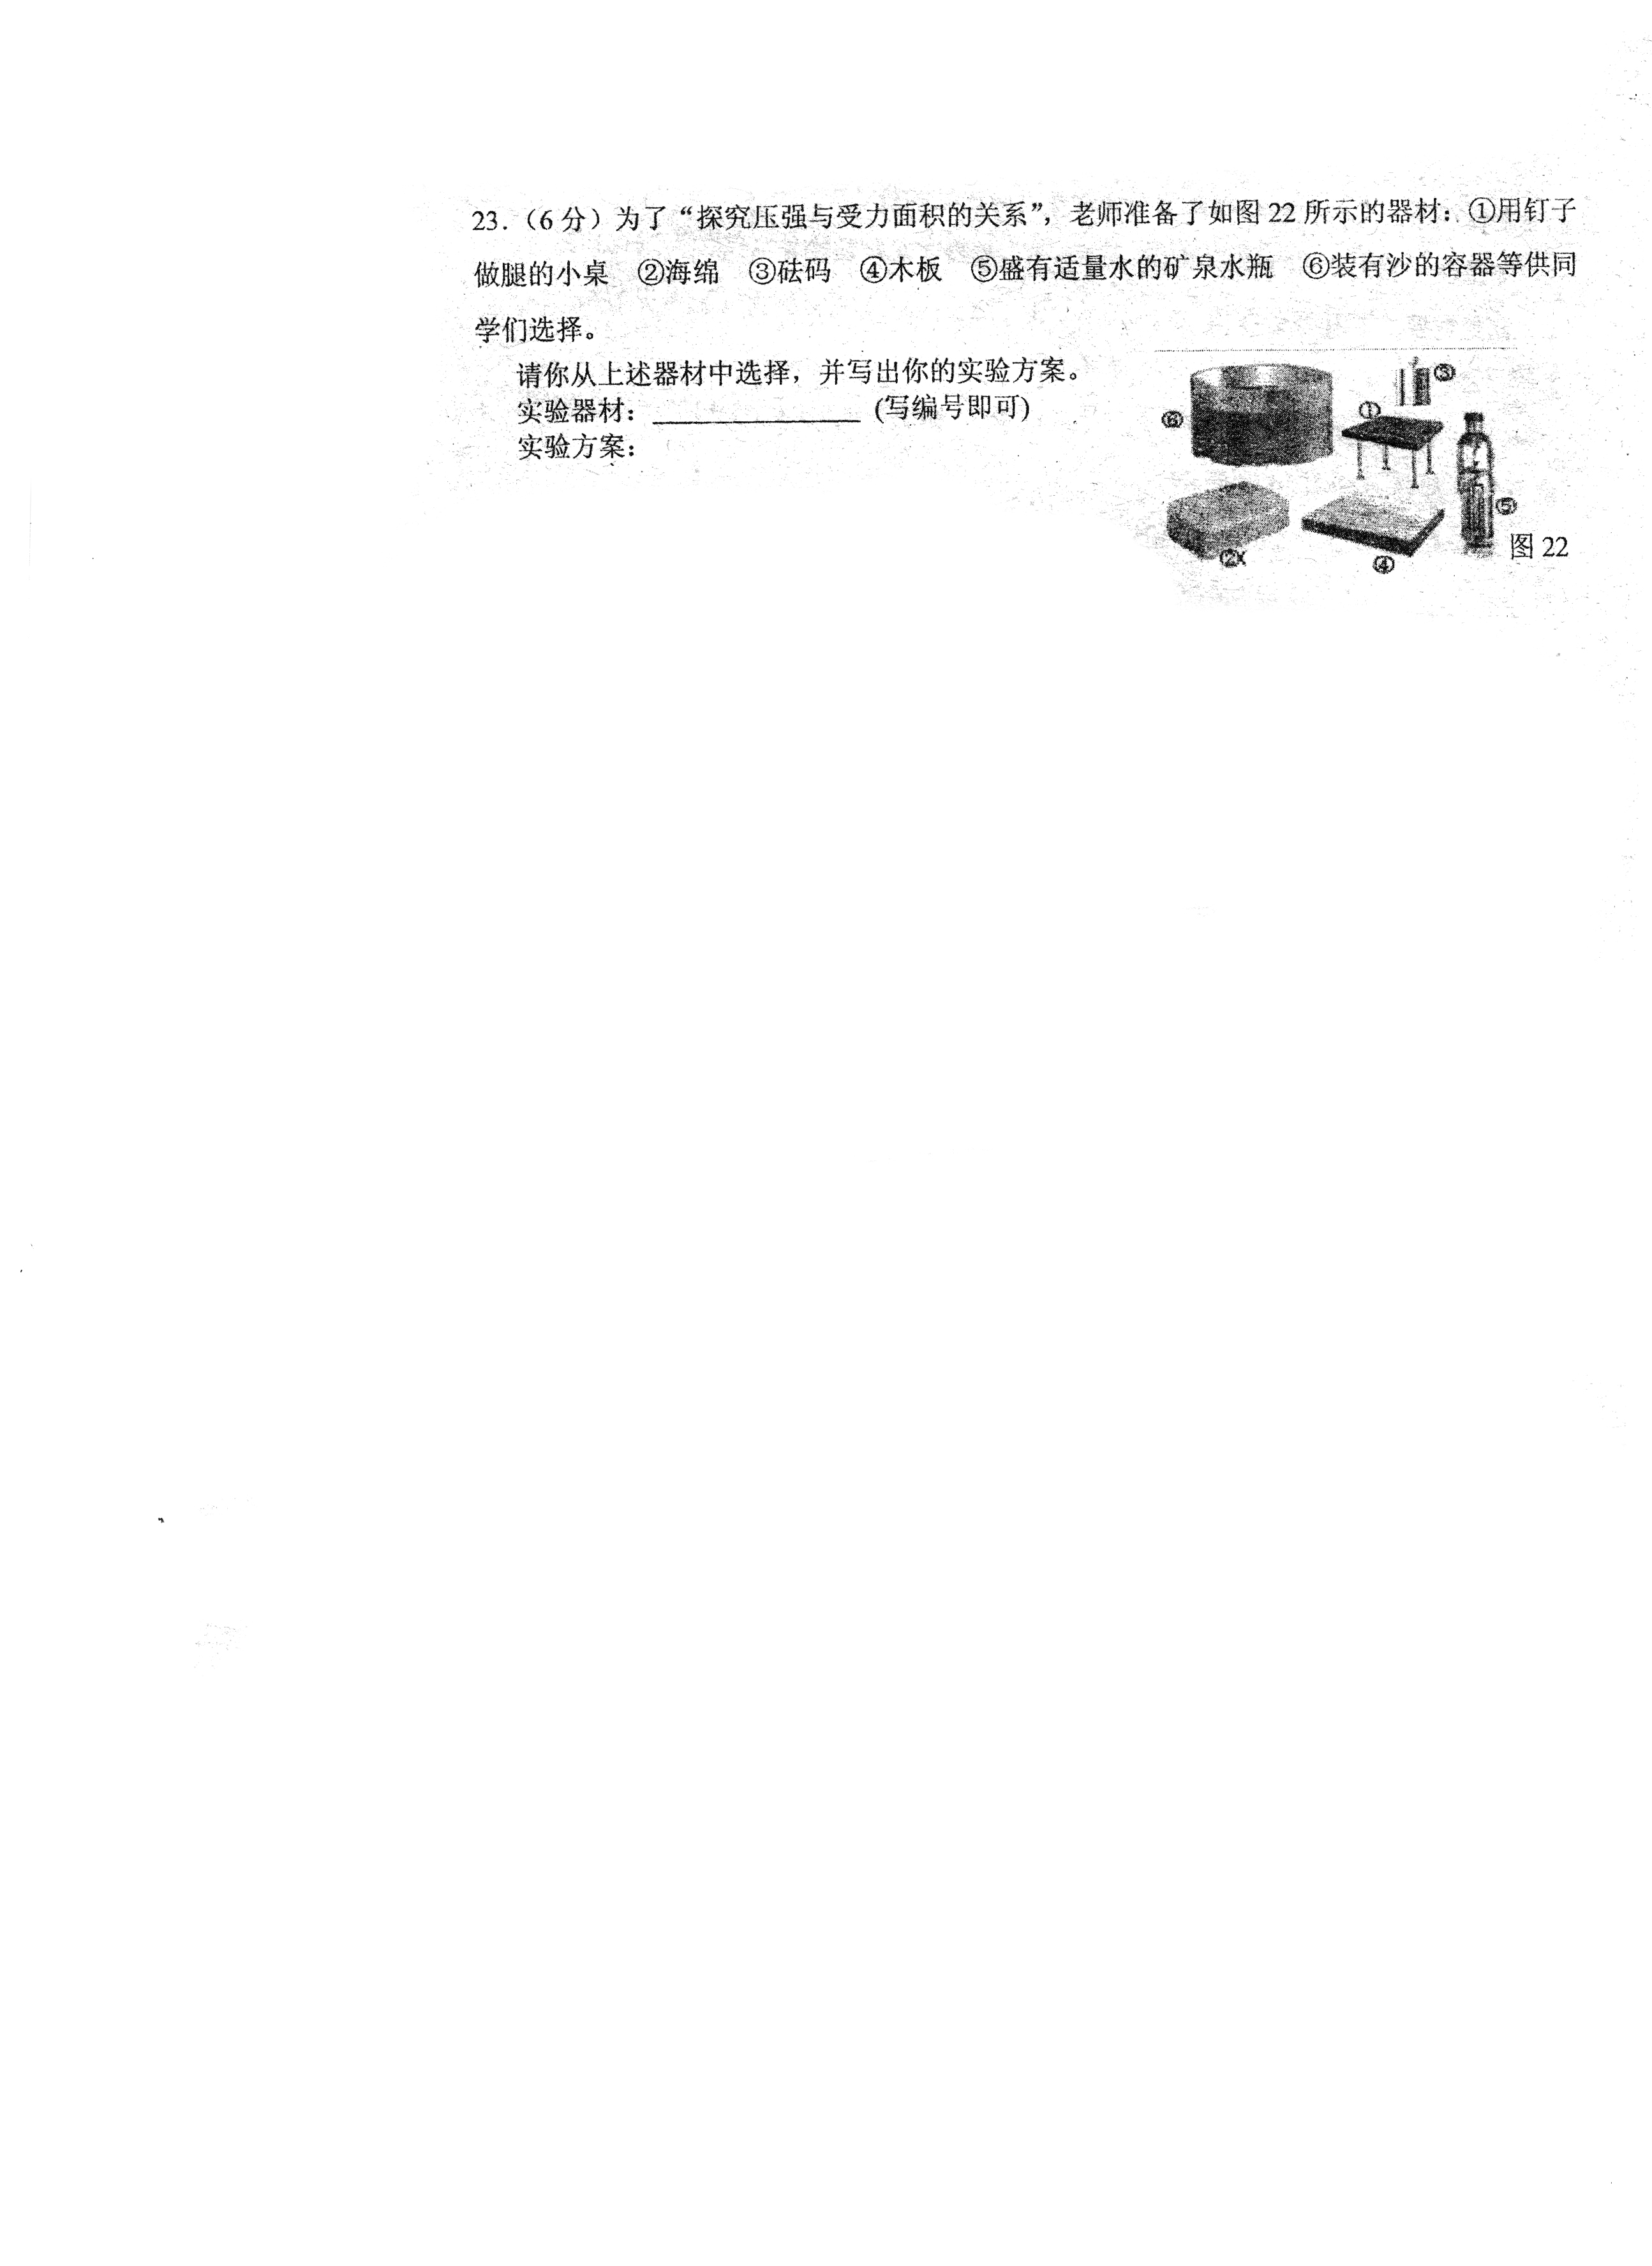 23.（6 分）为了“探究压强与受力面积的关系”，老师准备了如图 22 所示的器材：①用钉子
做腿的小桌 ②海绵 ③砝码 ④木板 ⑤盛有适量水的矿泉水瓶 ⑥装有沙的容器等供同
学们选择。
请你从上述器材中选择，并写出你的实验方案。
实验器材：＿＿＿＿＿＿＿＿ (写编号即可)
实验方案：
③
①
⑥
⑤
②
④
图 22